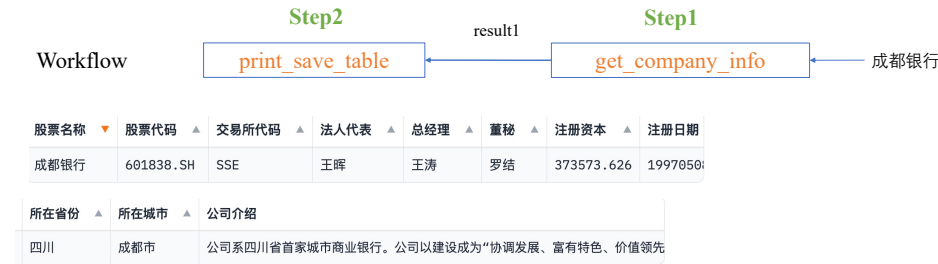 Step2 Step1
result1
Workflow print_save_table get_company_info 成都银行
股票名称 股票代码 交易所代码 法人代表 总经理 董秘 注册资本 注册日期
成都银行 601838.SH SSE 王晖 王涛 罗结 373573.626 1997050
所在省份 所在城市 公司介绍
四川 成都市 公司系四川省首家城市商业银行。公司以建设成为“协调发展、富有特色、价值领先